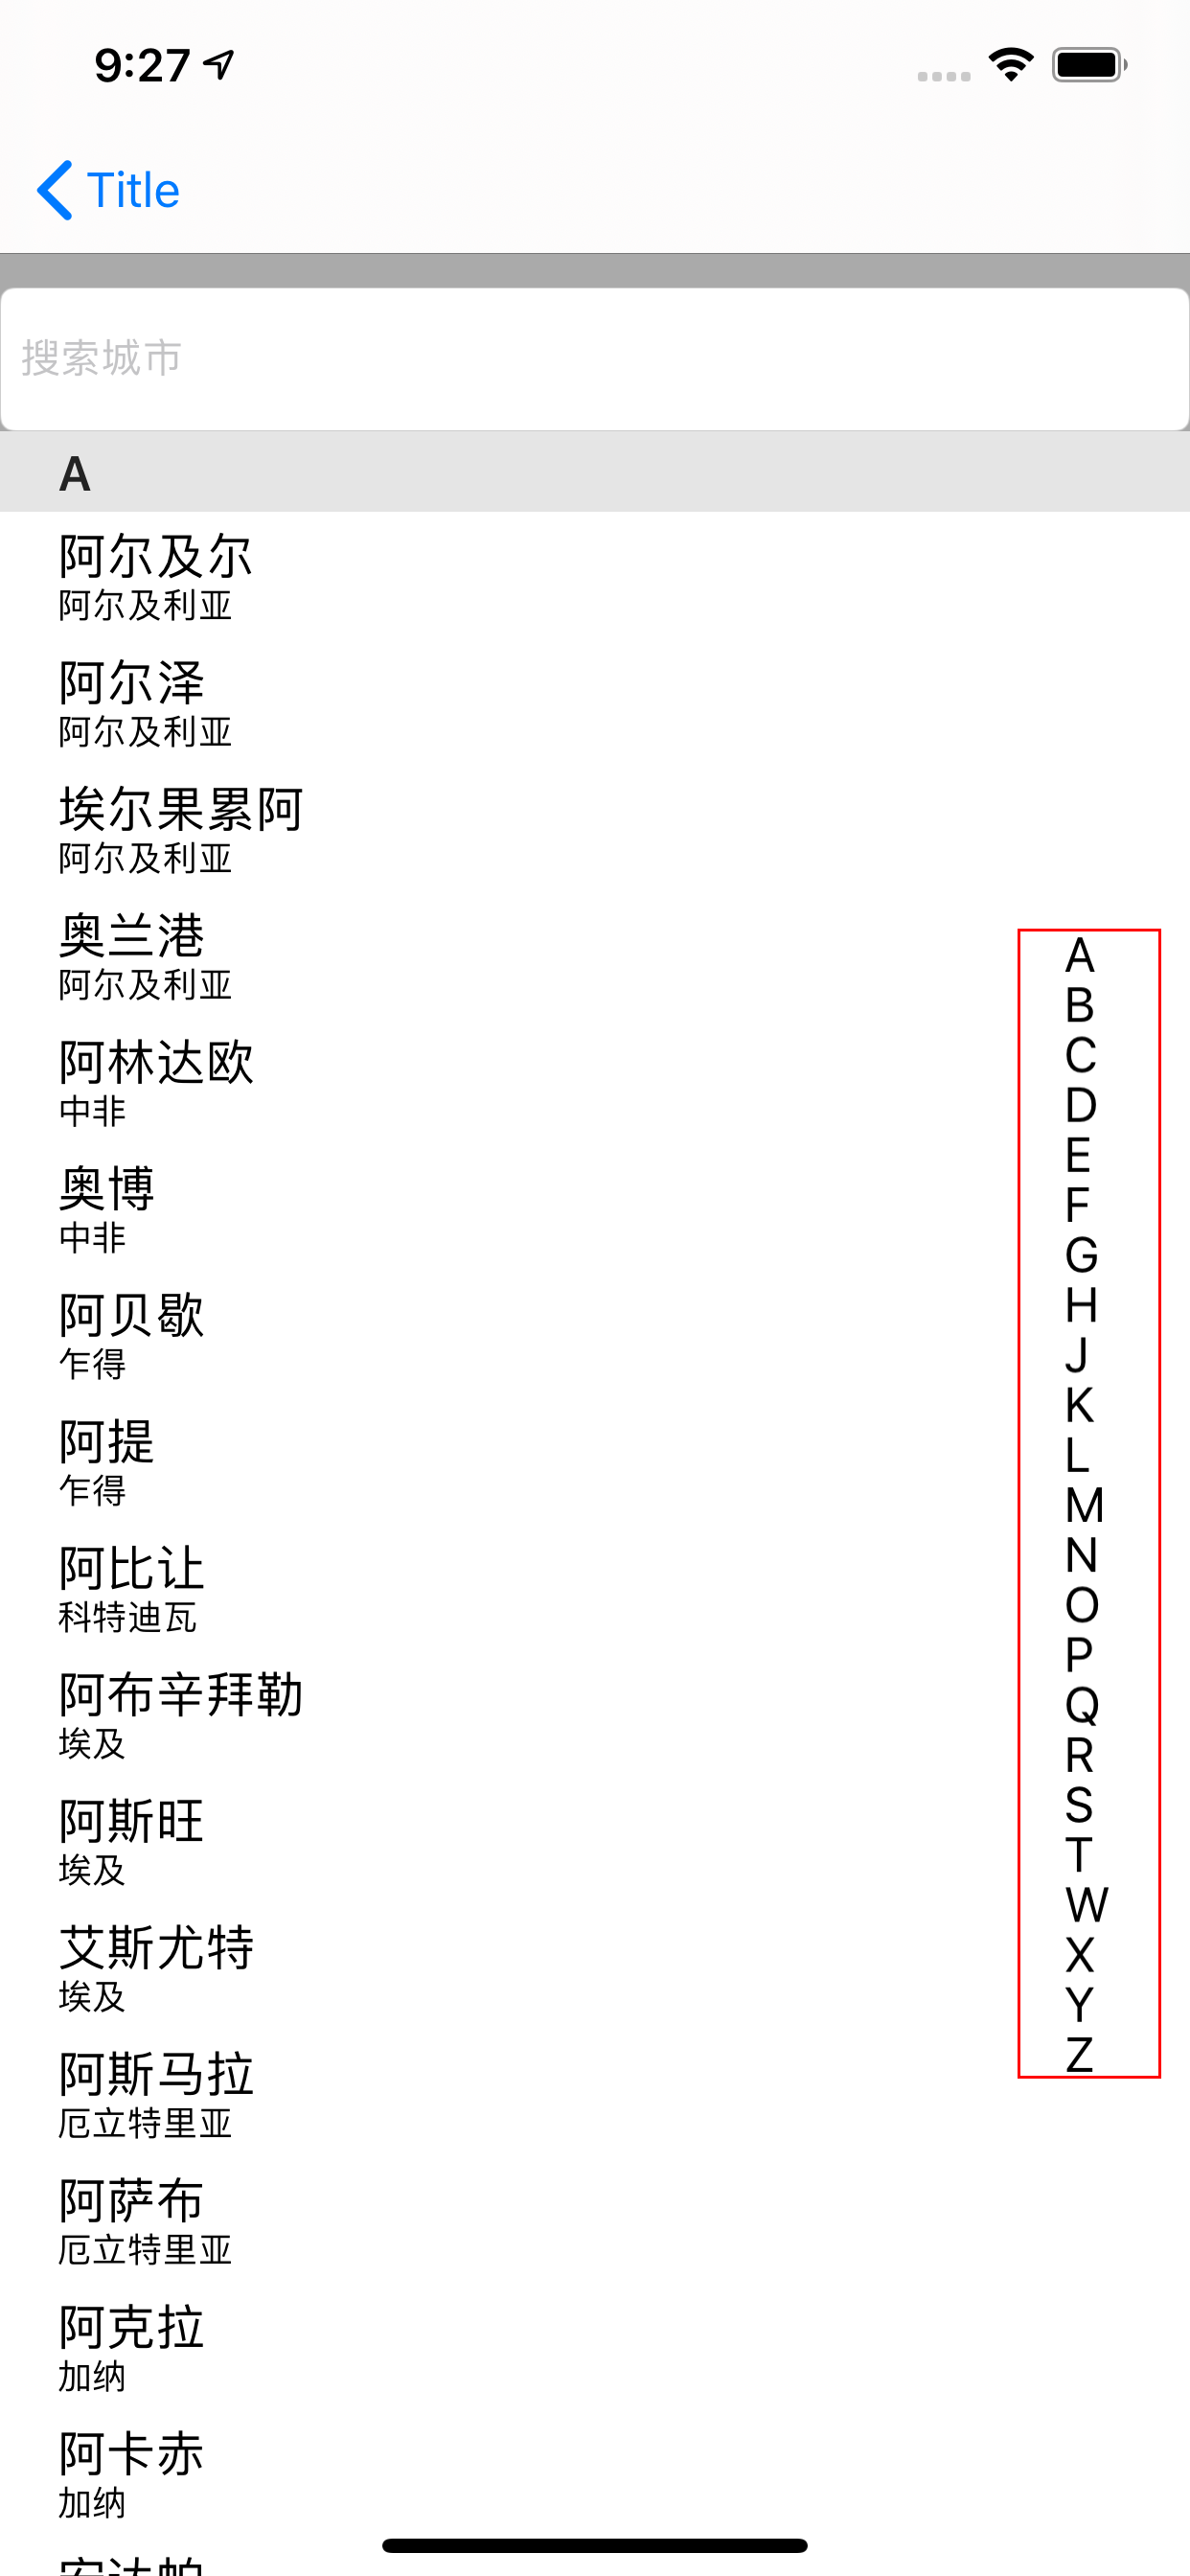 9:27
Title
搜索城市
A
阿尔及尔
阿尔及利亚
阿尔泽
阿尔及利亚
埃尔果累阿
阿尔及利亚
奥兰港
阿尔及利亚
阿林达欧
中非
奥博
中非
阿贝歇
乍得
阿提
乍得
阿比让
科特迪瓦
阿布辛拜勒
埃及
阿斯旺
埃及
艾斯尤特
埃及
阿斯马拉
厄立特里亚
阿萨布
厄立特里亚
阿克拉
加纳
阿卡赤
加纳
A
B
C
D
E
F
G
H
J
K
L
M
N
O
P
Q
R
S
T
W
X
Y
Z